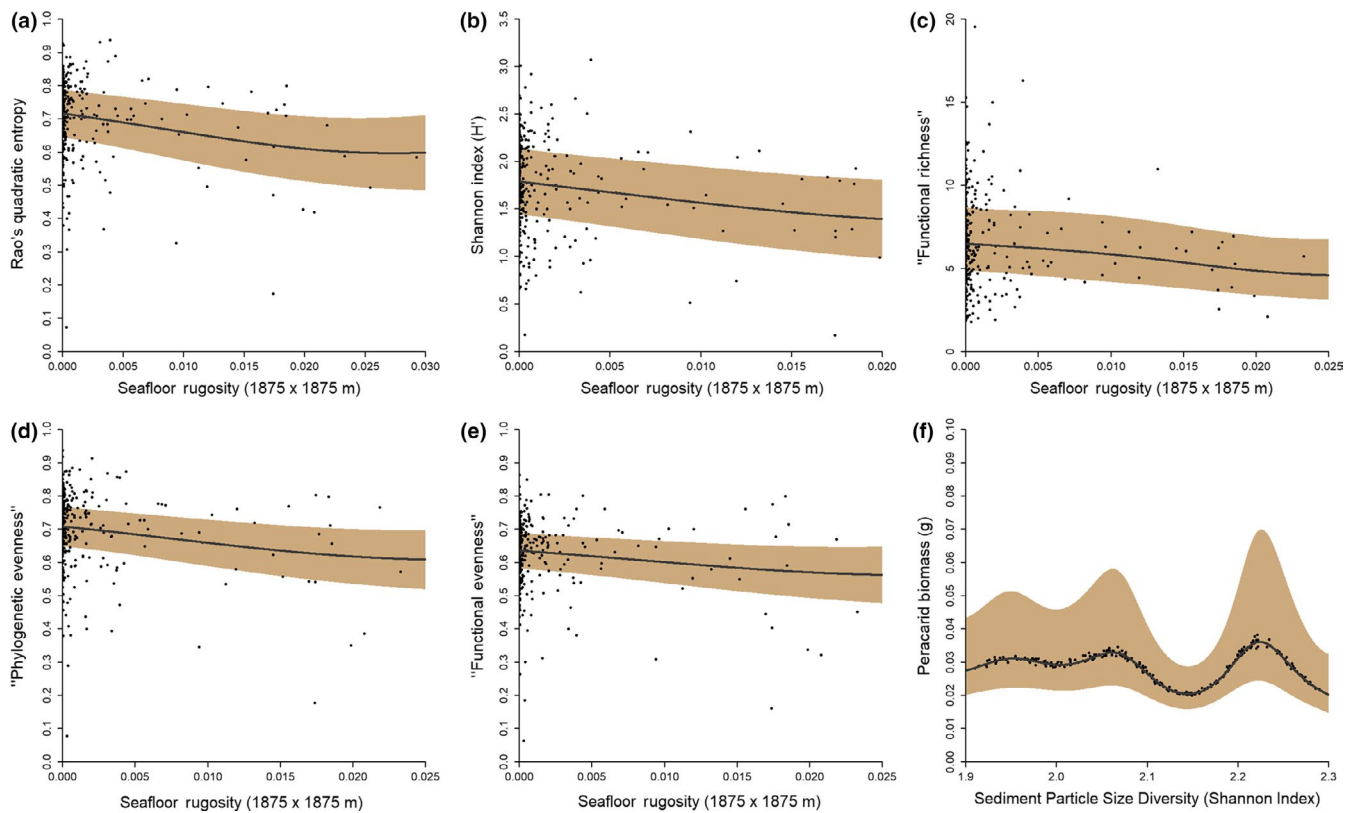 (a)
Rao's quadratic entropy
0.0 0.1 0.2 0.3 0.4 0.5 0.6 0.7 0.8 0.9 1.0
0.000 0.005 0.010 0.015 0.020 0.025 0.030
Seafloor rugosity (1875 x 1875 m)
(b)
Shannon index (H')
0.0 0.5 1.0 1.5 2.0 2.5 3.0 3.5
0.000 0.005 0.010 0.015 0.020
Seafloor rugosity (1875 x 1875 m)
(c)
"Functional richness"
0 5 10 15 20
0.000 0.005 0.010 0.015 0.020 0.025
Seafloor rugosity (1875 x 1875 m)
(d)
"Phylogenetic evenness"
0.0 0.1 0.2 0.3 0.4 0.5 0.6 0.7 0.8 0.9 1.0
0.000 0.005 0.010 0.015 0.020 0.025
Seafloor rugosity (1875 x 1875 m)
(e)
"Functional evenness"
0.0 0.1 0.2 0.3 0.4 0.5 0.6 0.7 0.8 0.9 1.0
0.000 0.005 0.010 0.015 0.020 0.025
Seafloor rugosity (1875 x 1875 m)
(f)
Peracarid biomass (g)
0.00 0.01 0.02 0.03 0.04 0.05 0.06 0.07 0.08 0.09 0.10
1.9 2.0 2.1 2.2 2.3
Sediment Particle Size Diversity (Shannon Index)